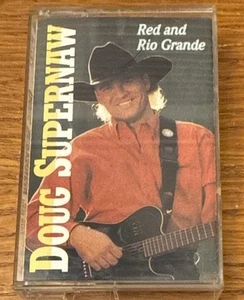 Red and
Rio Grande
DOUG SUPERNAW